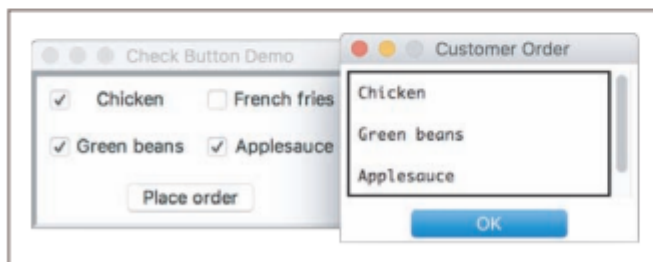 Check Button Demo
Chicken
French fries
Green beans
Applesauce
Place order
Customer Order
Chicken
Green beans
Applesauce
OK